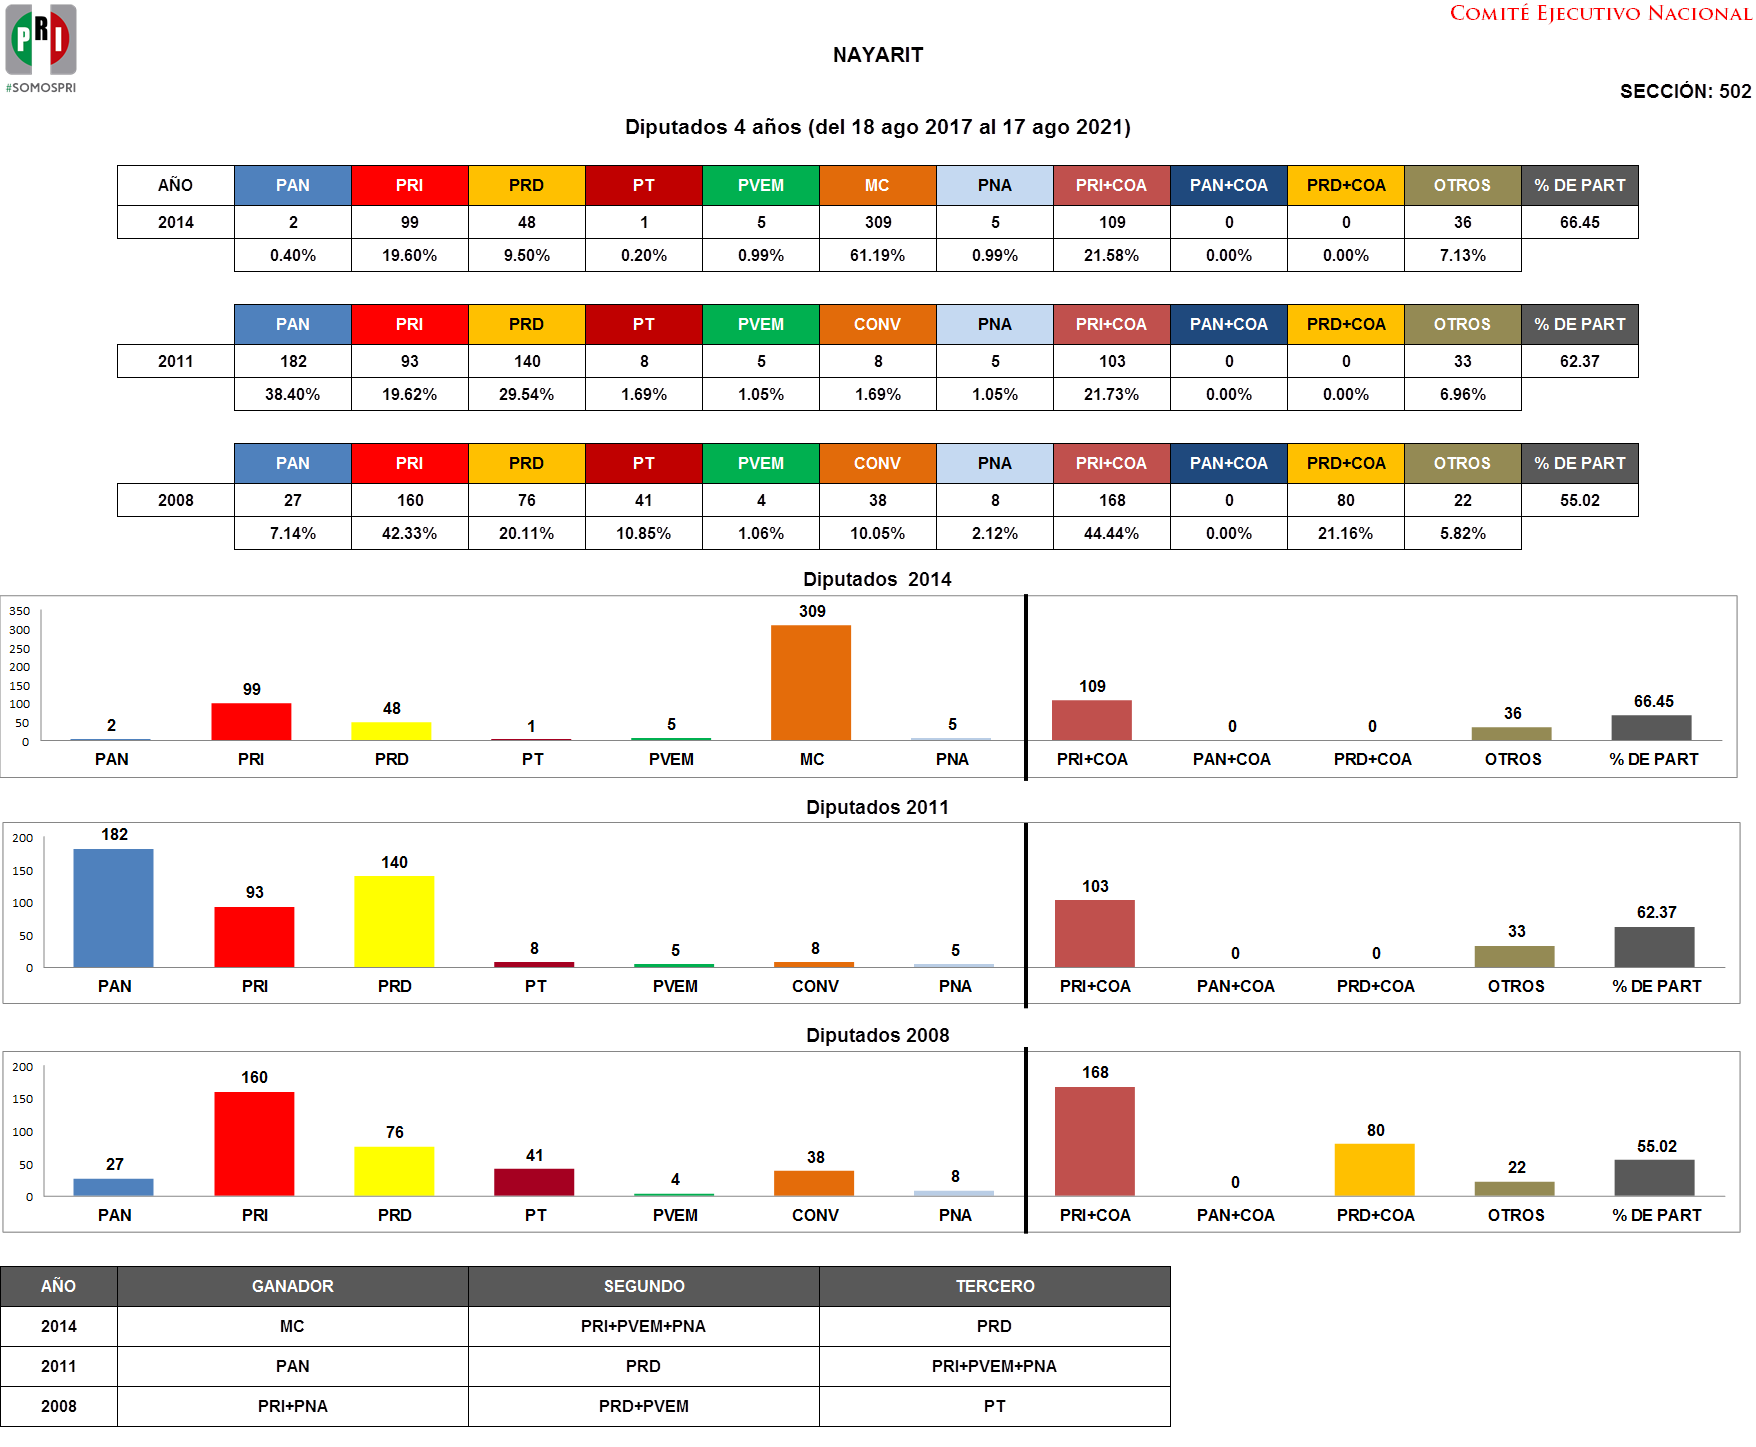 PRI
#SOMOSPRI
COMITÉ EJECUTIVO NACIONAL
NAYARIT
SECCIÓN: 502
Diputados 4 años (del 18 ago 2017 al 17 ago 2021)
AÑO PAN PRI PRD PT PVEM MC PNA PRI+COA PAN+COA PRD+COA OTROS % DE PART
2014 2 99 48 1 5 309 5 109 0 0 36 66.45
0.40% 19.60% 9.50% 0.20% 0.99% 61.19% 0.99% 21.58% 0.00% 0.00% 7.13%
PAN PRI PRD PT PVEM CONV PNA PRI+COA PAN+COA PRD+COA OTROS % DE PART
2011 182 93 140 8 5 8 5 103 0 0 33 62.37
38.40% 19.62% 29.54% 1.69% 1.05% 1.69% 1.05% 21.73% 0.00% 0.00% 6.96%
PAN PRI PRD PT PVEM CONV PNA PRI+COA PAN+COA PRD+COA OTROS % DE PART
2008 27 160 76 41 4 38 8 168 0 80 22 55.02
7.14% 42.33% 20.11% 10.85% 1.06% 10.05% 2.12% 44.44% 0.00% 21.16% 5.82%
Diputados  2014
350
300
250
200
150
100
50
0
2 99 48 1 5 309 5 109 0 0 36 66.45
PAN PRI PRD PT PVEM MC PNA PRI+COA PAN+COA PRD+COA OTROS % DE PART
Diputados 2011
200
150
100
50
0
182 93 140 8 5 8 5 103 0 0 33 62.37
PAN PRI PRD PT PVEM CONV PNA PRI+COA PAN+COA PRD+COA OTROS % DE PART
Diputados 2008
200
150
100
50
0
27 160 76 41 4 38 8 168 0 80 22 55.02
PAN PRI PRD PT PVEM CONV PNA PRI+COA PAN+COA PRD+COA OTROS % DE PART
AÑO GANADOR SEGUNDO TERCERO
2014 MC PRI+PVEM+PNA PRD
2011 PAN PRD PRI+PVEM+PNA
2008 PRI+PNA PRD+PVEM PT